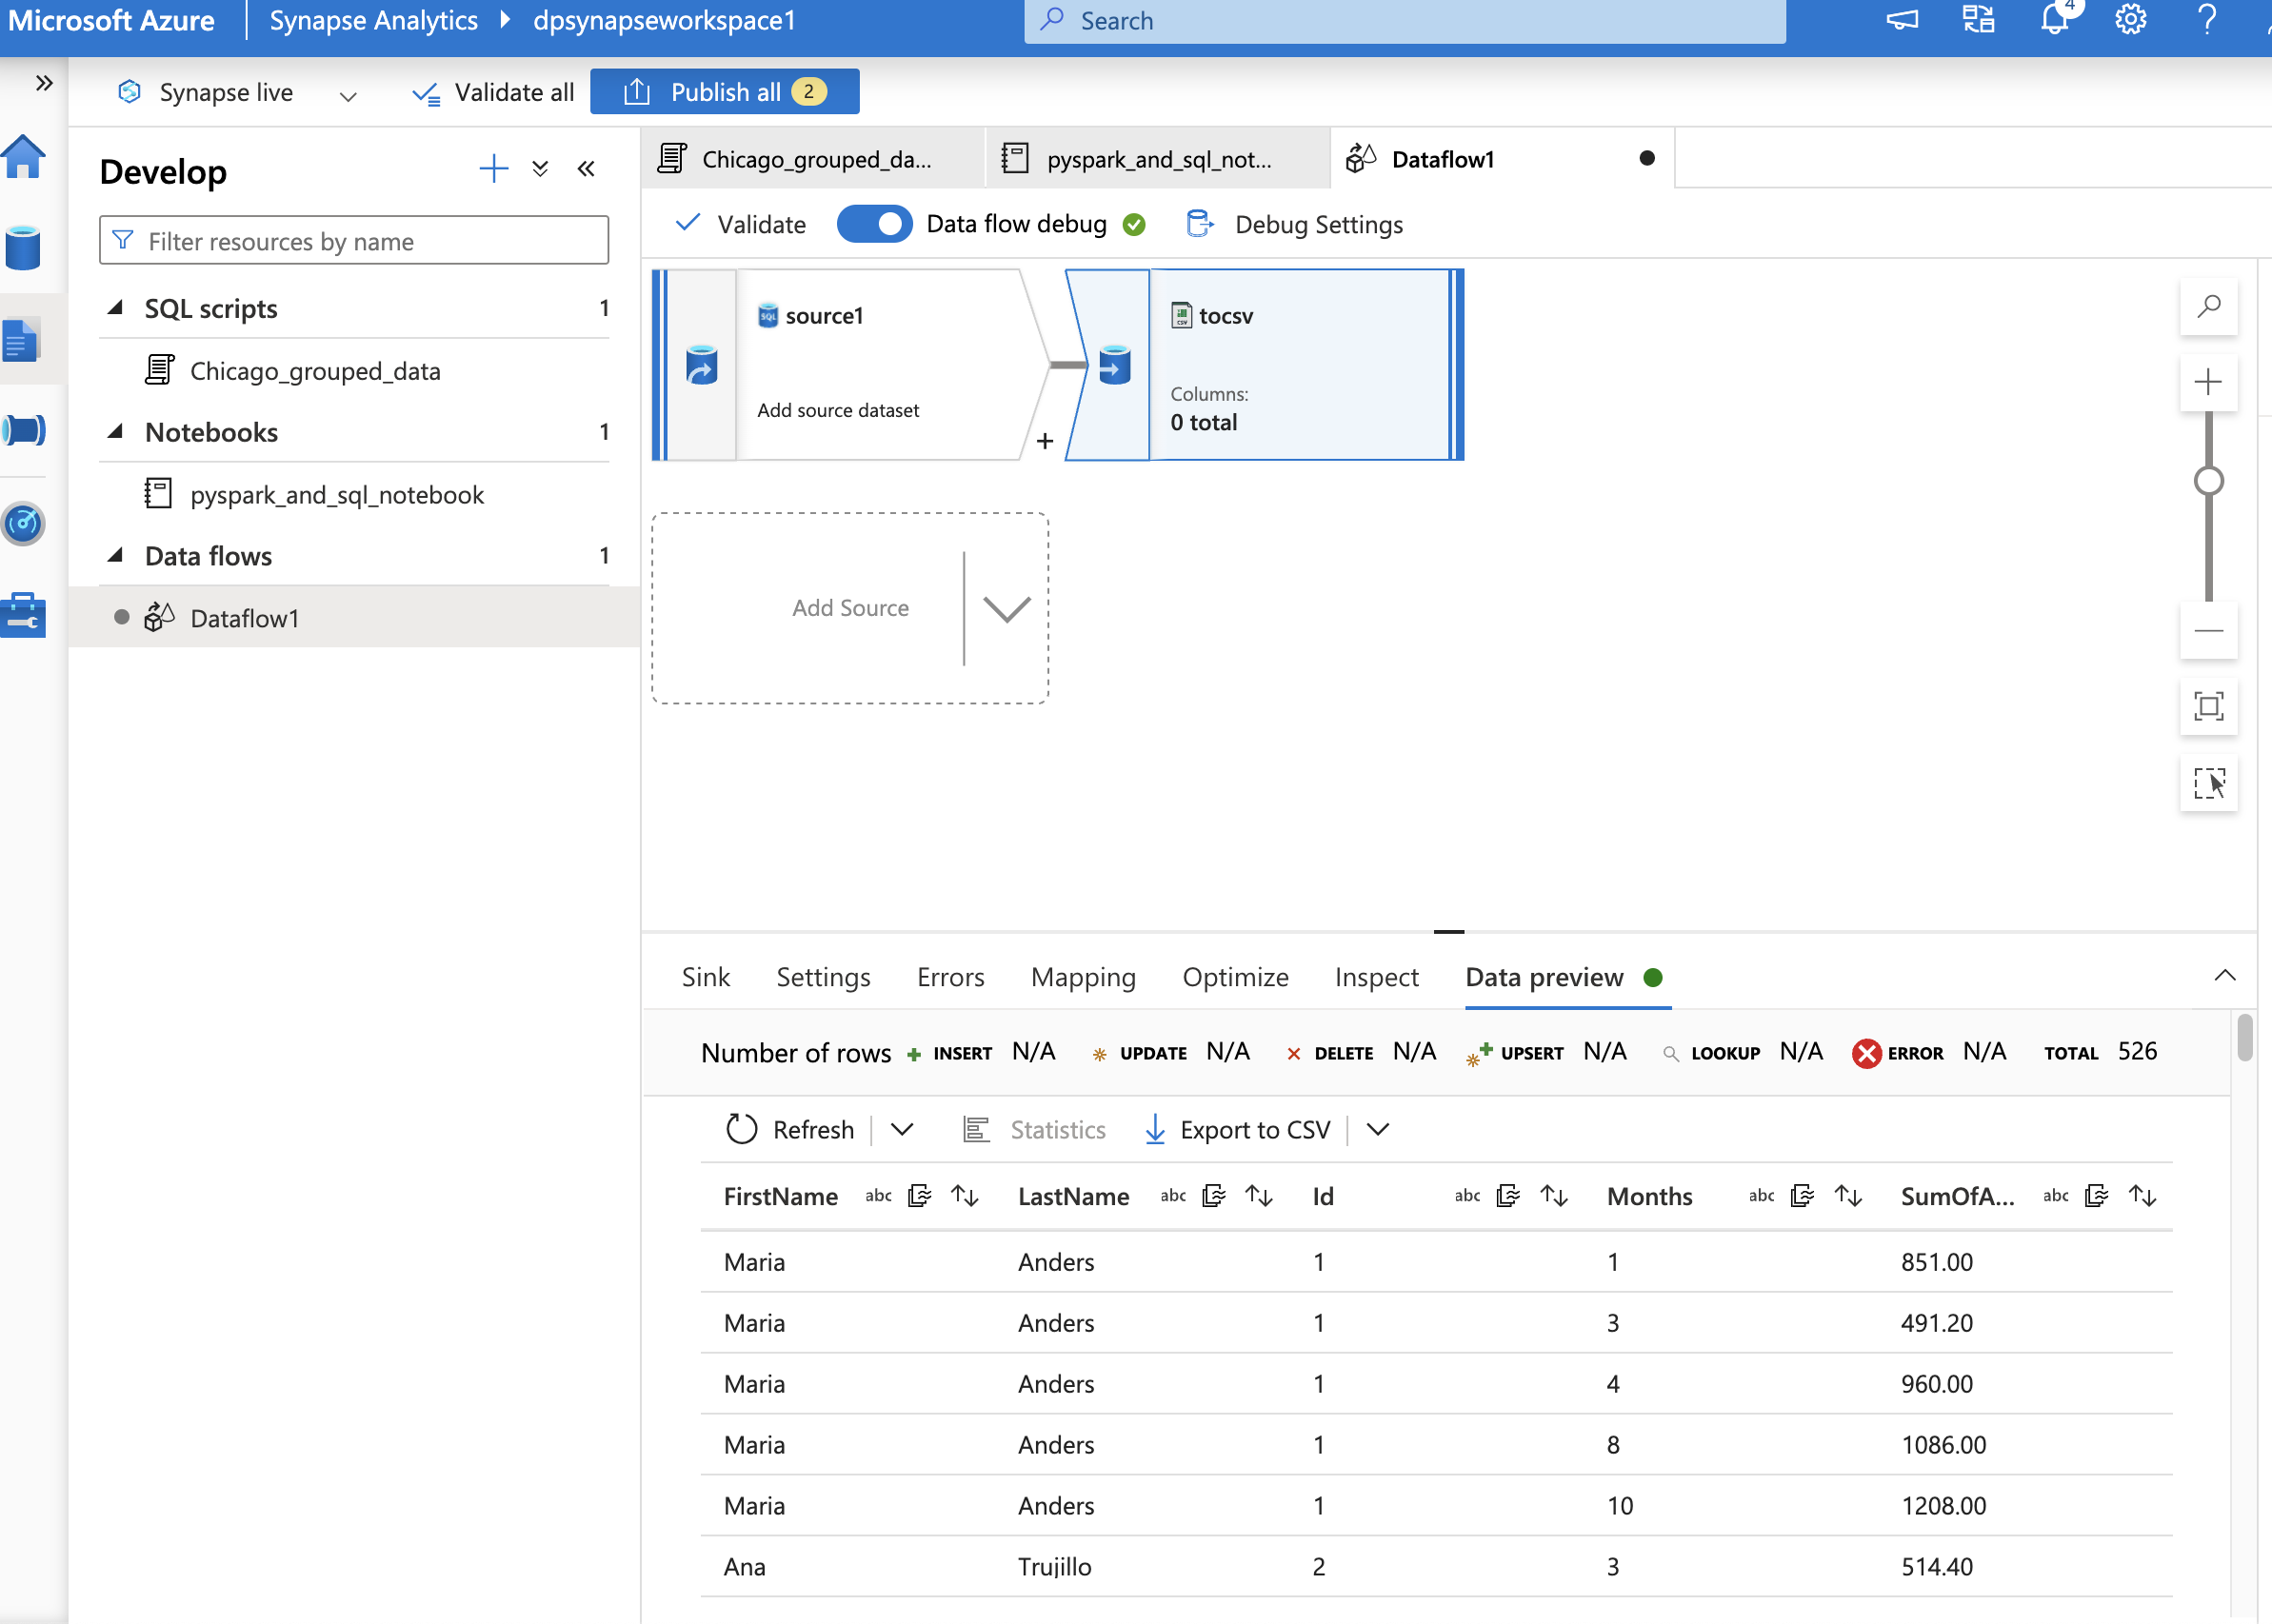 Microsoft Azure Synapse Analytics dpsynapseworkspace1 Search 4
Synapse live Validate all Publish all 2
Develop
Filter resources by name
SQL scripts 1
Chicago_grouped_data
Notebooks 1
pyspark_and_sql_notebook
Data flows 1
Dataflow1
Chicago_grouped_da... pyspark_and_sql_not... Dataflow1
Validate Data flow debug Debug Settings
SQL source1
Add source dataset
+
CSV tocsv
Columns:
0 total
Add Source
Sink Settings Errors Mapping Optimize Inspect Data preview
Number of rows INSERT N/A UPDATE N/A DELETE N/A UPSERT N/A LOOKUP N/A ERROR N/A TOTAL 526
Refresh Statistics Export to CSV
FirstName abc LastName abc Id abc Months abc SumOfA... abc
Maria Anders 1 1 851.00
Maria Anders 1 3 491.20
Maria Anders 1 4 960.00
Maria Anders 1 8 1086.00
Maria Anders 1 10 1208.00
Ana Trujillo 2 3 514.40